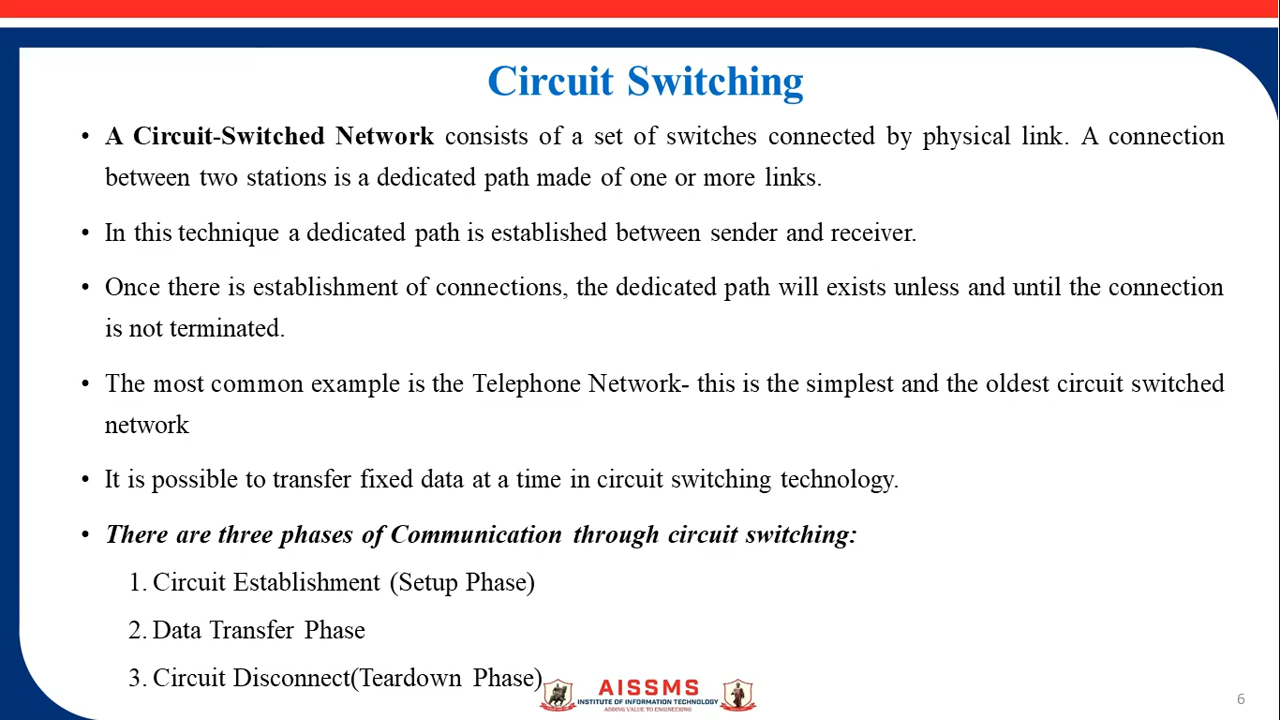 Circuit Switching
• A Circuit-Switched Network consists of a set of switches connected by physical link. A connection
between two stations is a dedicated path made of one or more links.
• In this technique a dedicated path is established between sender and receiver.
• Once there is establishment of connections, the dedicated path will exists unless and until the connection
is not terminated.
• The most common example is the Telephone Network- this is the simplest and the oldest circuit switched
network
• It is possible to transfer fixed data at a time in circuit switching technology.
• There are three phases of Communication through circuit switching:
1. Circuit Establishment (Setup Phase)
2. Data Transfer Phase
3. Circuit Disconnect(Teardown Phase)
AISSMS
INSTITUTE OF INFORMATION TECHNOLOGY
ADDING VALUE TO ENGINEERING
6